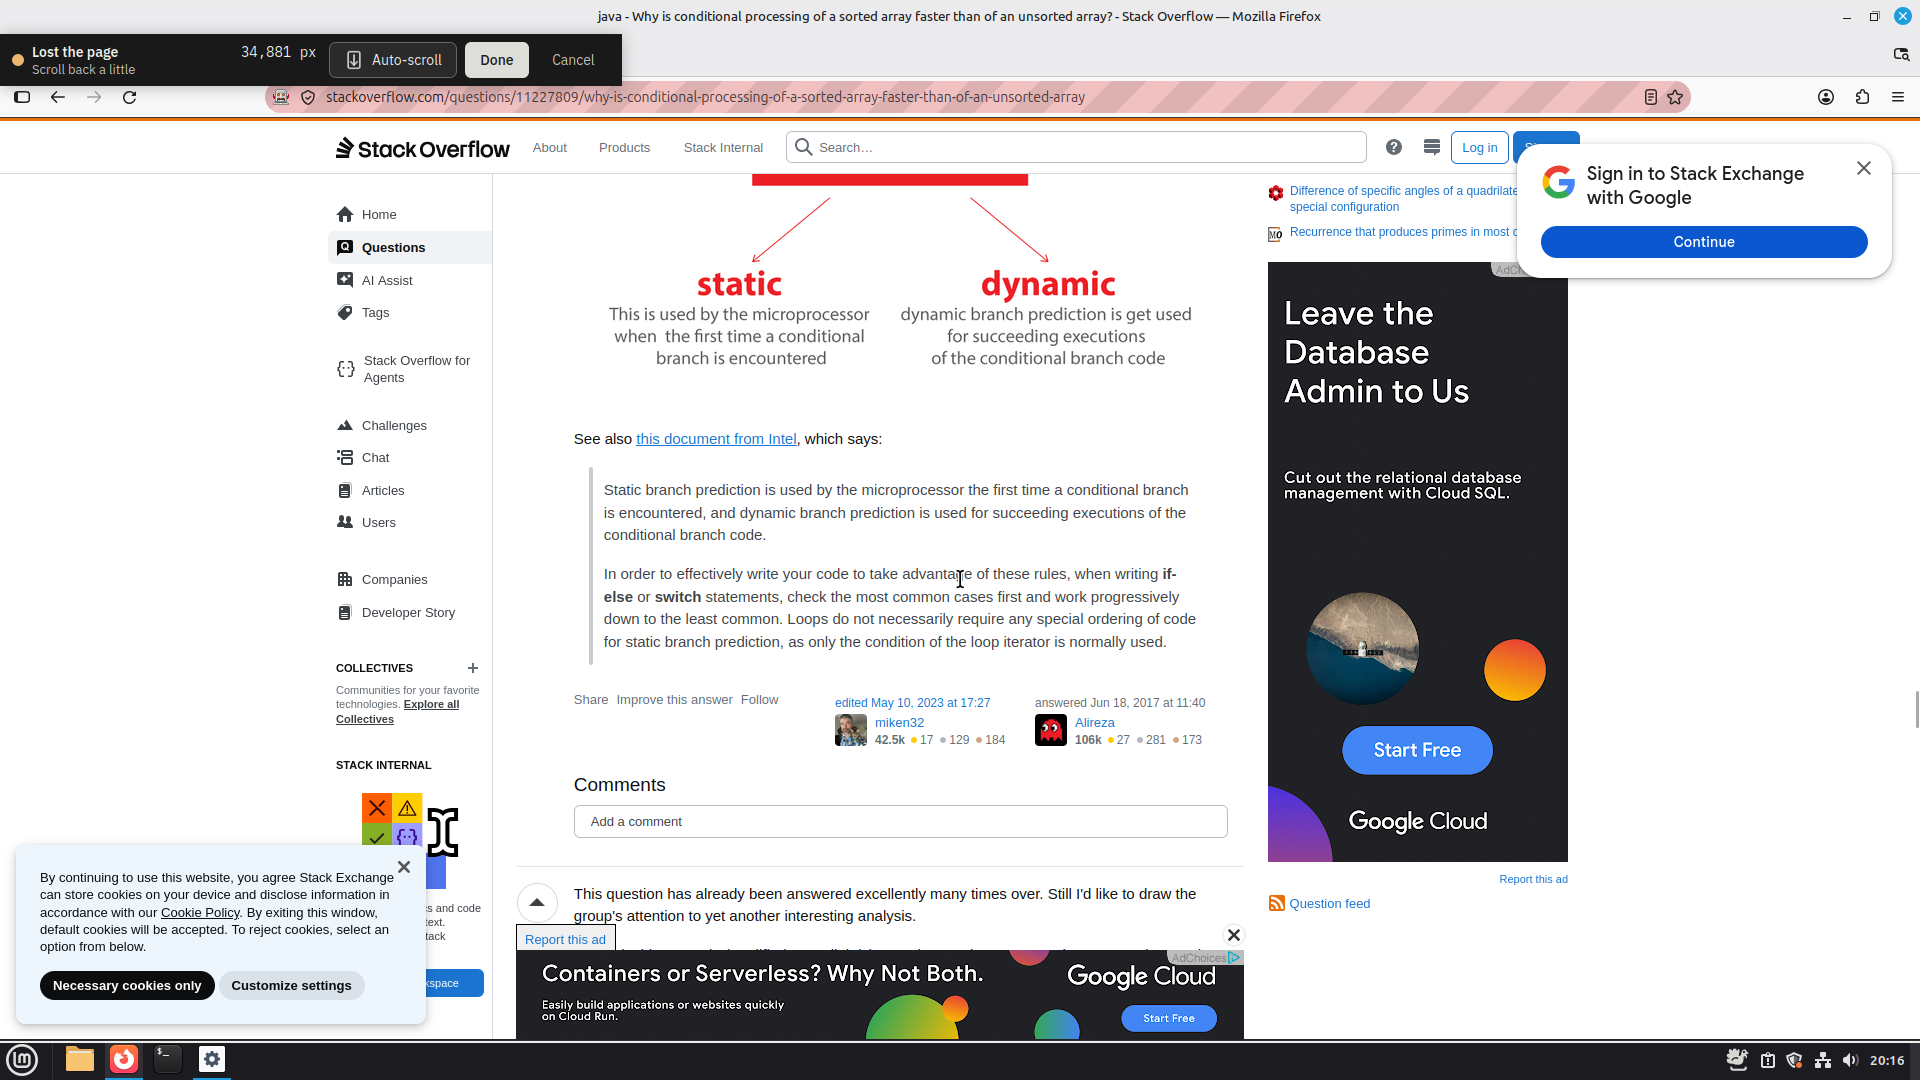 java - Why is conditional processing of a sorted array faster than of an unsorted array? - Stack Overflow — Mozilla Firefox
Lost the page
Scroll back a little
34,881 px
Auto-scroll
Done
Cancel
stackoverflow.com/questions/11227809/why-is-conditional-processing-of-a-sorted-array-faster-than-of-an-unsorted-array
Stack Overflow
About
Products
Stack Internal
Search…
Log in
Sign in to Stack Exchange
with Google
Continue
Home
Questions
AI Assist
Tags
Stack Overflow for
Agents
Challenges
Chat
Articles
Users
Companies
Developer Story
COLLECTIVES
Communities for your favorite
technologies. Explore all
Collectives
STACK INTERNAL
s and code
text.
tack
kspace
static
This is used by the microprocessor
when the first time a conditional
branch is encountered
dynamic
dynamic branch prediction is get used
for succeeding executions
of the conditional branch code
See also this document from Intel, which says:
Static branch prediction is used by the microprocessor the first time a conditional branch
is encountered, and dynamic branch prediction is used for succeeding executions of the
conditional branch code.
In order to effectively write your code to take advantage of these rules, when writing if-
else or switch statements, check the most common cases first and work progressively
down to the least common. Loops do not necessarily require any special ordering of code
for static branch prediction, as only the condition of the loop iterator is normally used.
Share Improve this answer Follow
edited May 10, 2023 at 17:27
miken32
42.5k 17 129 184
answered Jun 18, 2017 at 11:40
Alireza
106k 27 281 173
Comments
Add a comment
This question has already been answered excellently many times over. Still I'd like to draw the
group's attention to yet another interesting analysis.
Report this ad
Containers or Serverless? Why Not Both.
Easily build applications or websites quickly
on Cloud Run.
Google Cloud
AdChoices
Start Free
Difference of specific angles of a quadrilate
special configuration
MO
Recurrence that produces primes in most c
AdCh
Leave the
Database
Admin to Us
Cut out the relational database
management with Cloud SQL.
Start Free
Google Cloud
Report this ad
Question feed
By continuing to use this website, you agree Stack Exchange
can store cookies on your device and disclose information in
accordance with our Cookie Policy. By exiting this window,
default cookies will be accepted. To reject cookies, select an
option from below.
Necessary cookies only
Customize settings
20:16